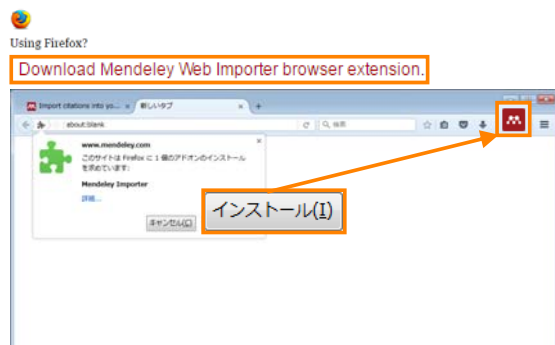 Using Firefox?
Download Mendeley Web Importer browser extension.
Import citations into yo... × 新しいタブ × +
about:blank
検索
www.mendeley.com ×
このサイトは Firefox に 1 個のアドオンのインストール
を求めています:
Mendeley Importer
詳細...
キャンセル(C)
インストール(I)